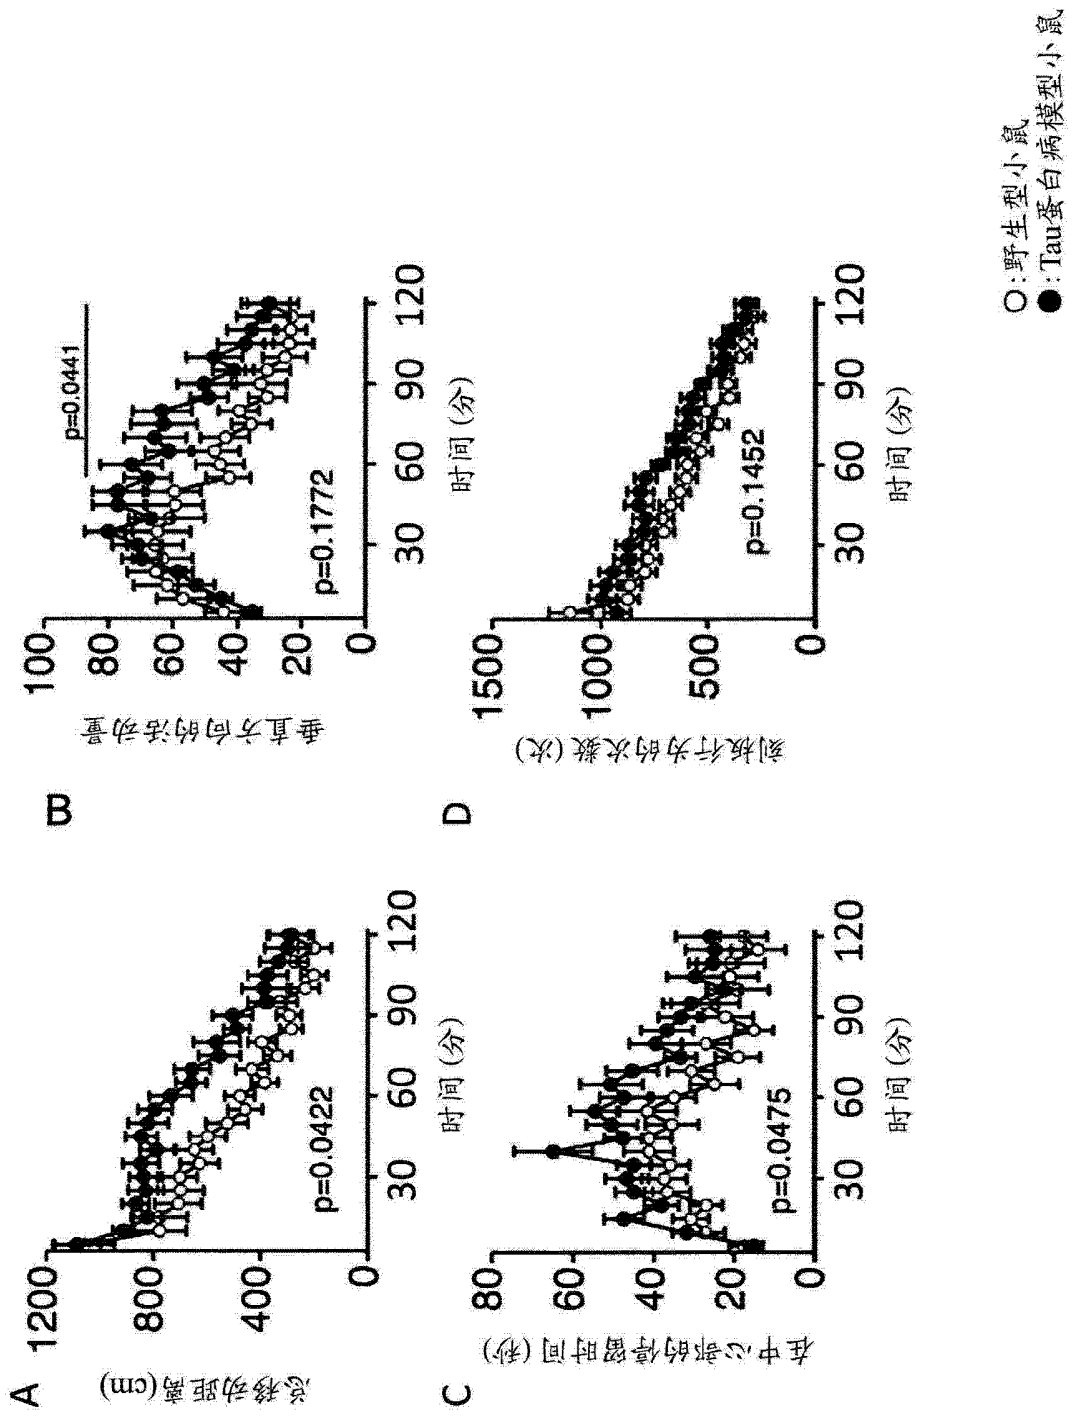 A
总移动距离(cm)
1200
800
400
0
p=0.0422
30
60
90
120
时间(分)
B
垂直方向的活动量
100
80
60
40
20
0
p=0.0441
p=0.1772
30
60
90
120
时间(分)
C
在中心部的停留时间(秒)
80
60
40
20
0
p=0.0475
30
60
90
120
时间(分)
D
刻板行为的次数(次)
1500
1000
500
0
p=0.1452
30
60
90
120
时间(分)
○:野生型小鼠
●:Tau蛋白病模型小鼠